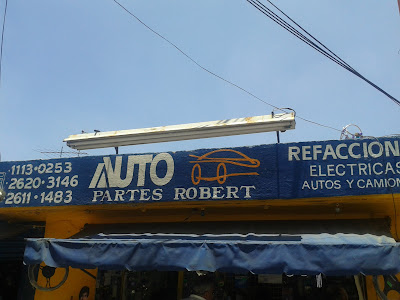 1113-0253
2620-3146
2611-1483
AUTO
PARTES ROBERT
REFACCION
ELECTRICAS
AUTOS Y CAMION